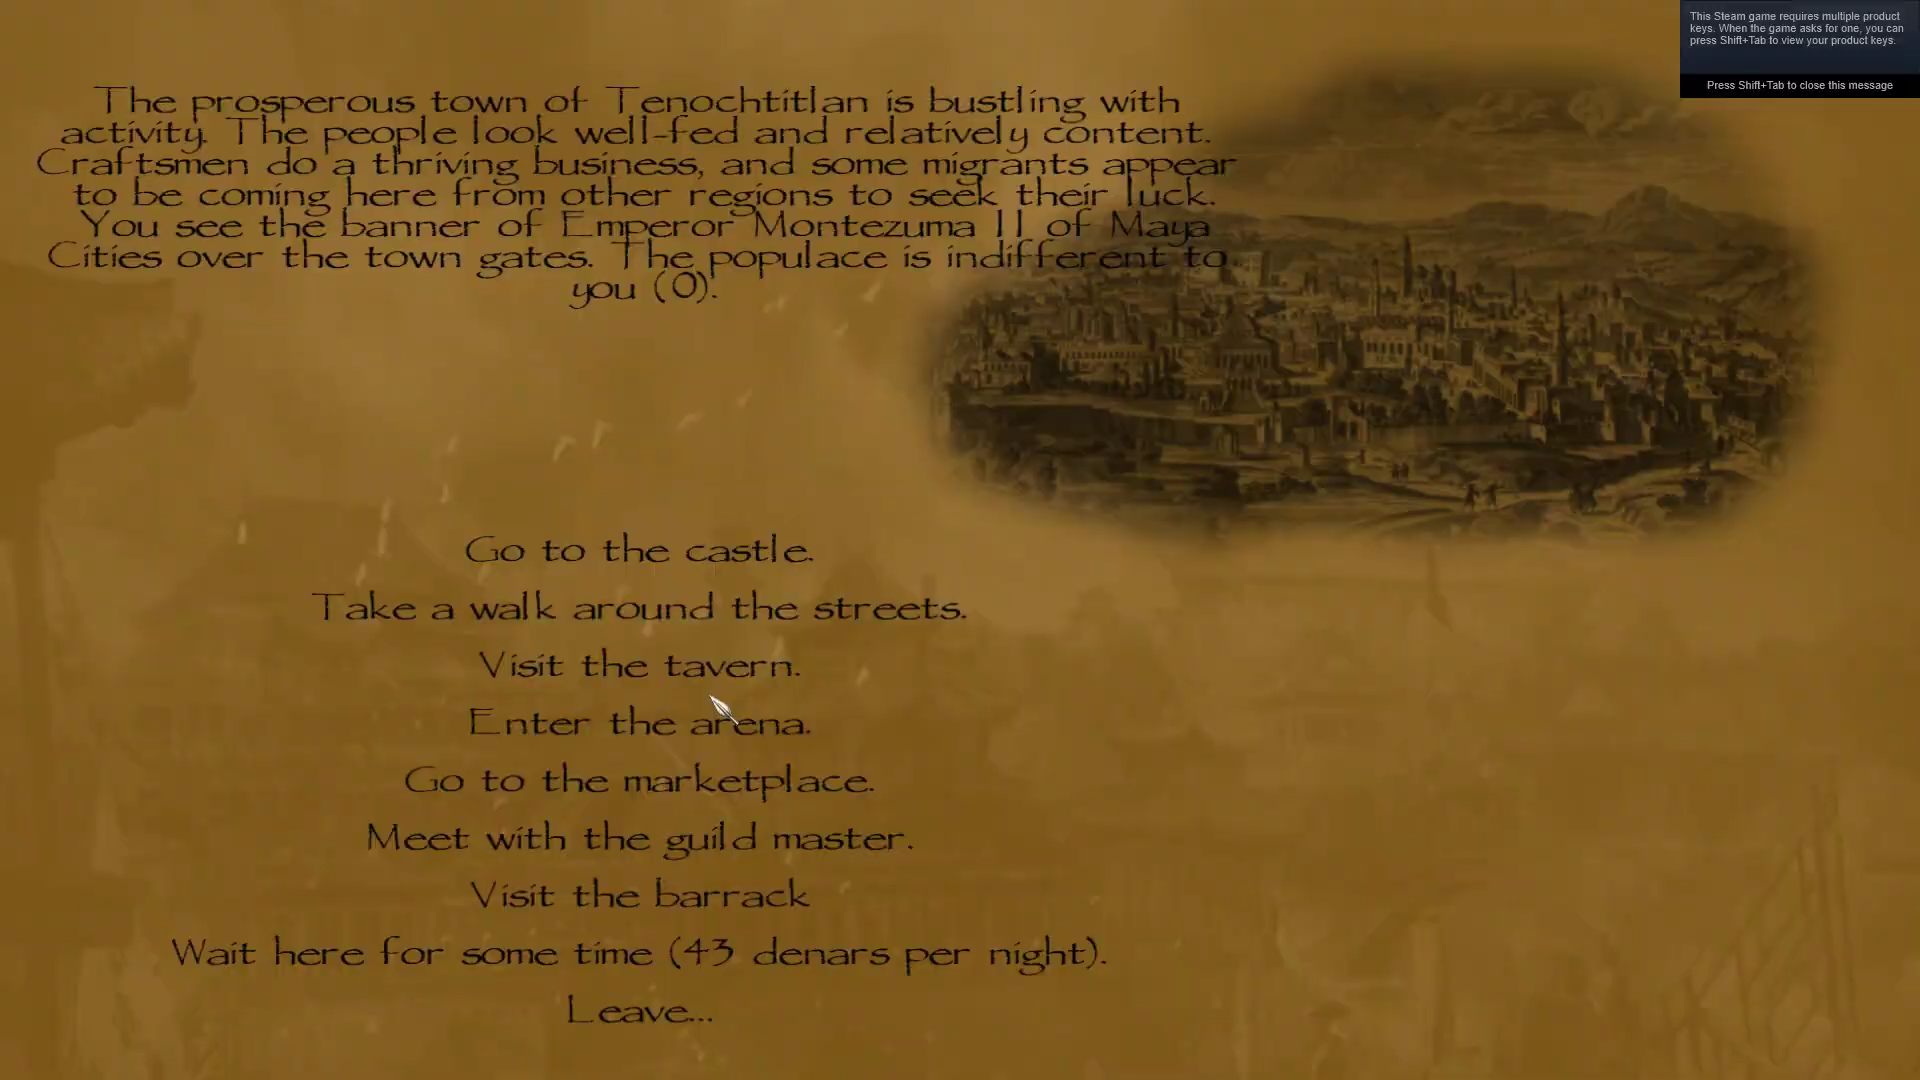 This Steam game requires multiple product
keys. When the game asks for one, you can
press Shift+Tab to view your product keys.
Press Shift+Tab to close this message
The prosperous town of Tenochtitlan is bustling with
activity. The people look well-fed and relatively content.
Craftsmen do a thriving business, and some migrants appear
to be coming here from other regions to seek their luck.
You see the banner of Emperor Montezuma II of Maya
Cities over the town gates. The populace is indifferent to
you (0).
Go to the castle.
Take a walk around the streets.
Visit the tavern.
Enter the arena.
Go to the marketplace.
Meet with the guild master.
Visit the barrack
Wait here for some time (43 denars per night).
Leave...